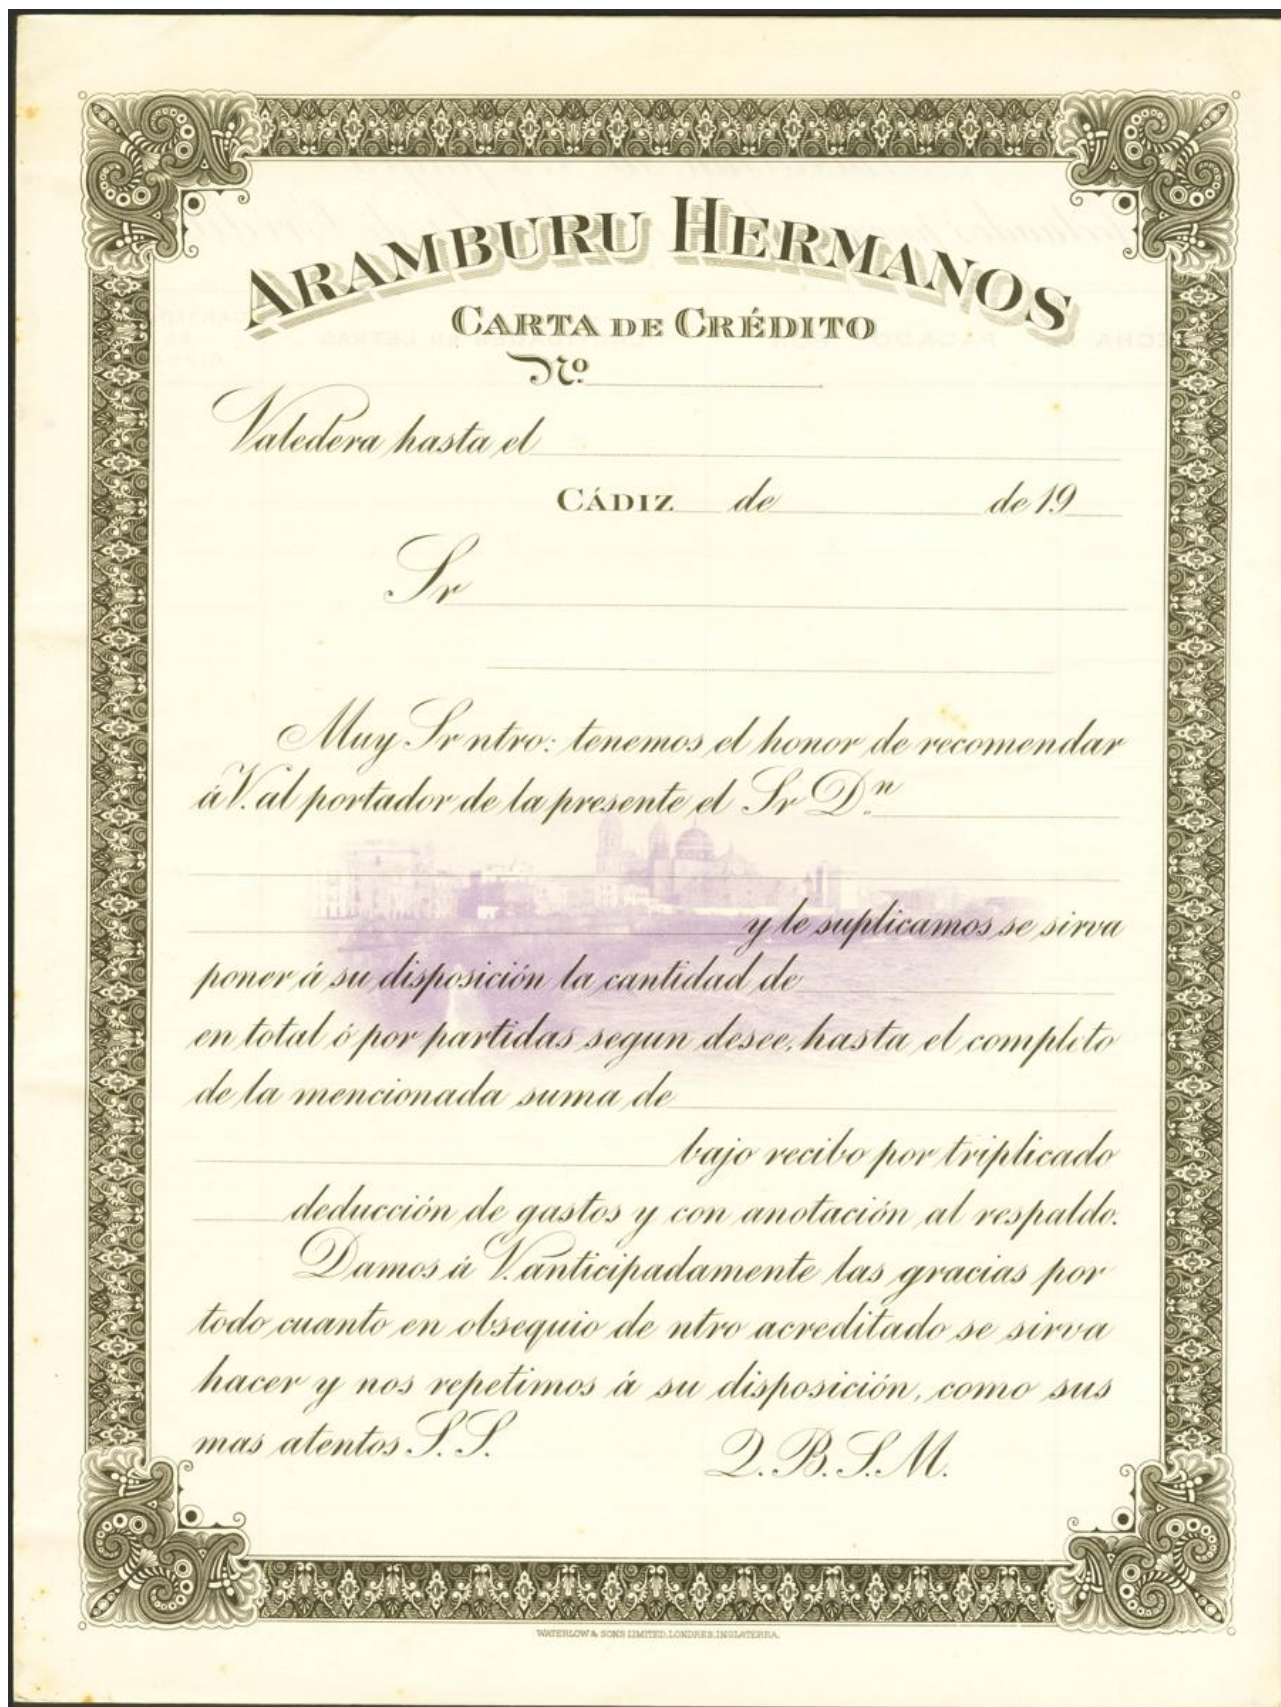 ARAMBURU HERMANOS
CARTA DE CRÉDITO
Nº
Valedera hasta el
CÁDIZ de de 19
Sr
Muy Sr ntro: tenemos el honor de recomendar
á V. al portador de la presente el Sr Dn
y le suplicamos se sirva
poner á su disposición la cantidad de
en total ó por partidas segun desee, hasta el completo
de la mencionada suma de
bajo recibo por triplicado
deducción de gastos y con anotación al respaldo.
Damos á V. anticipadamente las gracias por
todo cuanto en obsequio de ntro acreditado se sirva
hacer y nos repetimos á su disposición, como sus
mas atentos S. S. Q. B. S. M.
WATERLOW & SONS LIMITED, LONDRES, INGLATERRA.